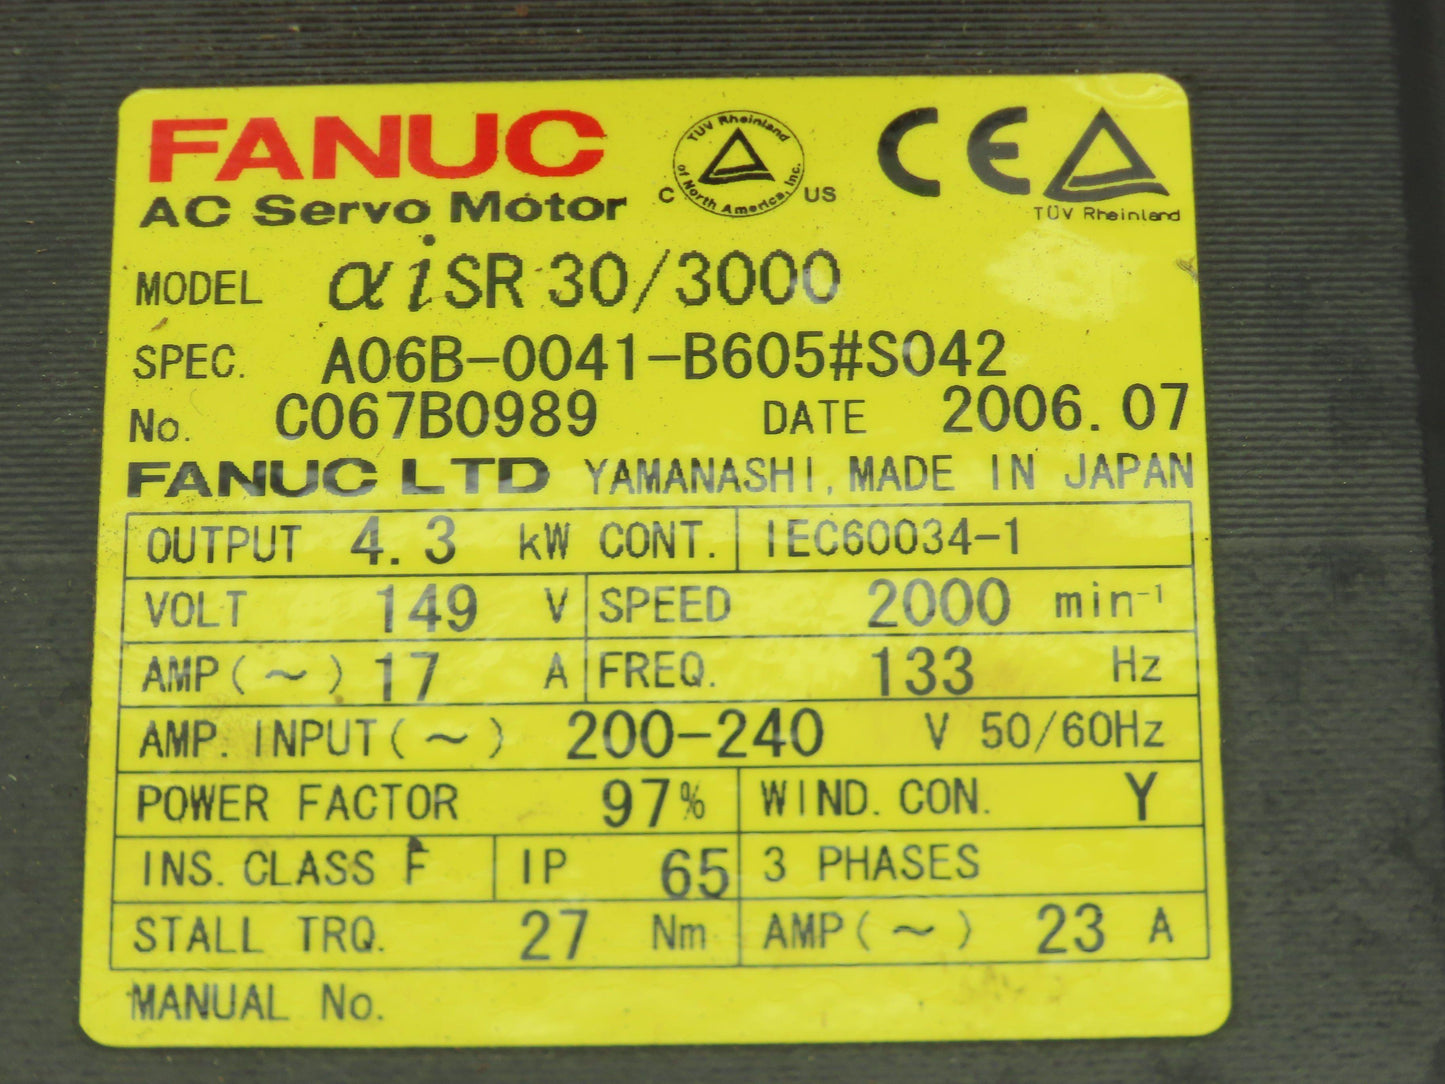 FANUC
AC Servo Motor
TÜV Rheinland
of North America, Inc.
C US
CE
TÜV Rheinland
MODEL αiSR 30/3000
SPEC. A06B-0041-B605#S042
No. C067B0989 DATE 2006.07
FANUC LTD YAMANASHI, MADE IN JAPAN
OUTPUT 4.3 kW CONT. IEC60034-1
VOLT 149 V SPEED 2000 min-1
AMP(～) 17 A FREQ. 133 Hz
AMP. INPUT(～) 200-240 V 50/60Hz
POWER FACTOR 97% WIND. CON. Y
INS. CLASS F IP 65 3 PHASES
STALL TRQ. 27 Nm AMP(～) 23 A
MANUAL No.